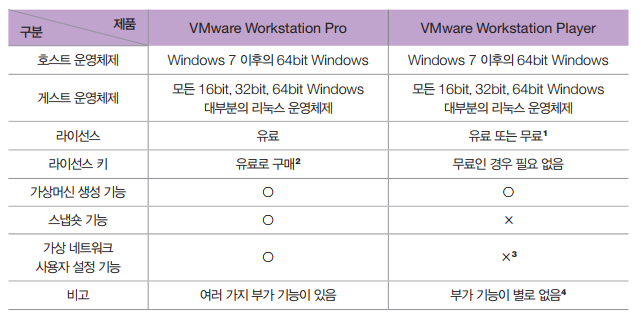 제품
구분
VMware Workstation Pro
VMware Workstation Player
호스트 운영체제
Windows 7 이후의 64bit Windows
Windows 7 이후의 64bit Windows
게스트 운영체제
모든 16bit, 32bit, 64bit Windows
대부분의 리눅스 운영체제
모든 16bit, 32bit, 64bit Windows
대부분의 리눅스 운영체제
라이선스
유료
유료 또는 무료¹
라이선스 키
유료로 구매²
무료인 경우 필요 없음
가상머신 생성 기능
○
○
스냅숏 기능
○
×
가상 네트워크
사용자 설정 기능
○
×³
비고
여러 가지 부가 기능이 있음
부가 기능이 별로 없음⁴